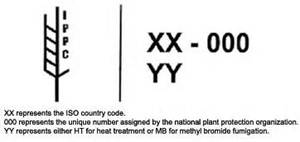 IPPC
XX - 000
YY
XX represents the ISO country code.
000 represents the unique number assigned by the national plant protection organization.
YY represents either HT for heat treatment or MB for methyl bromide fumigation.